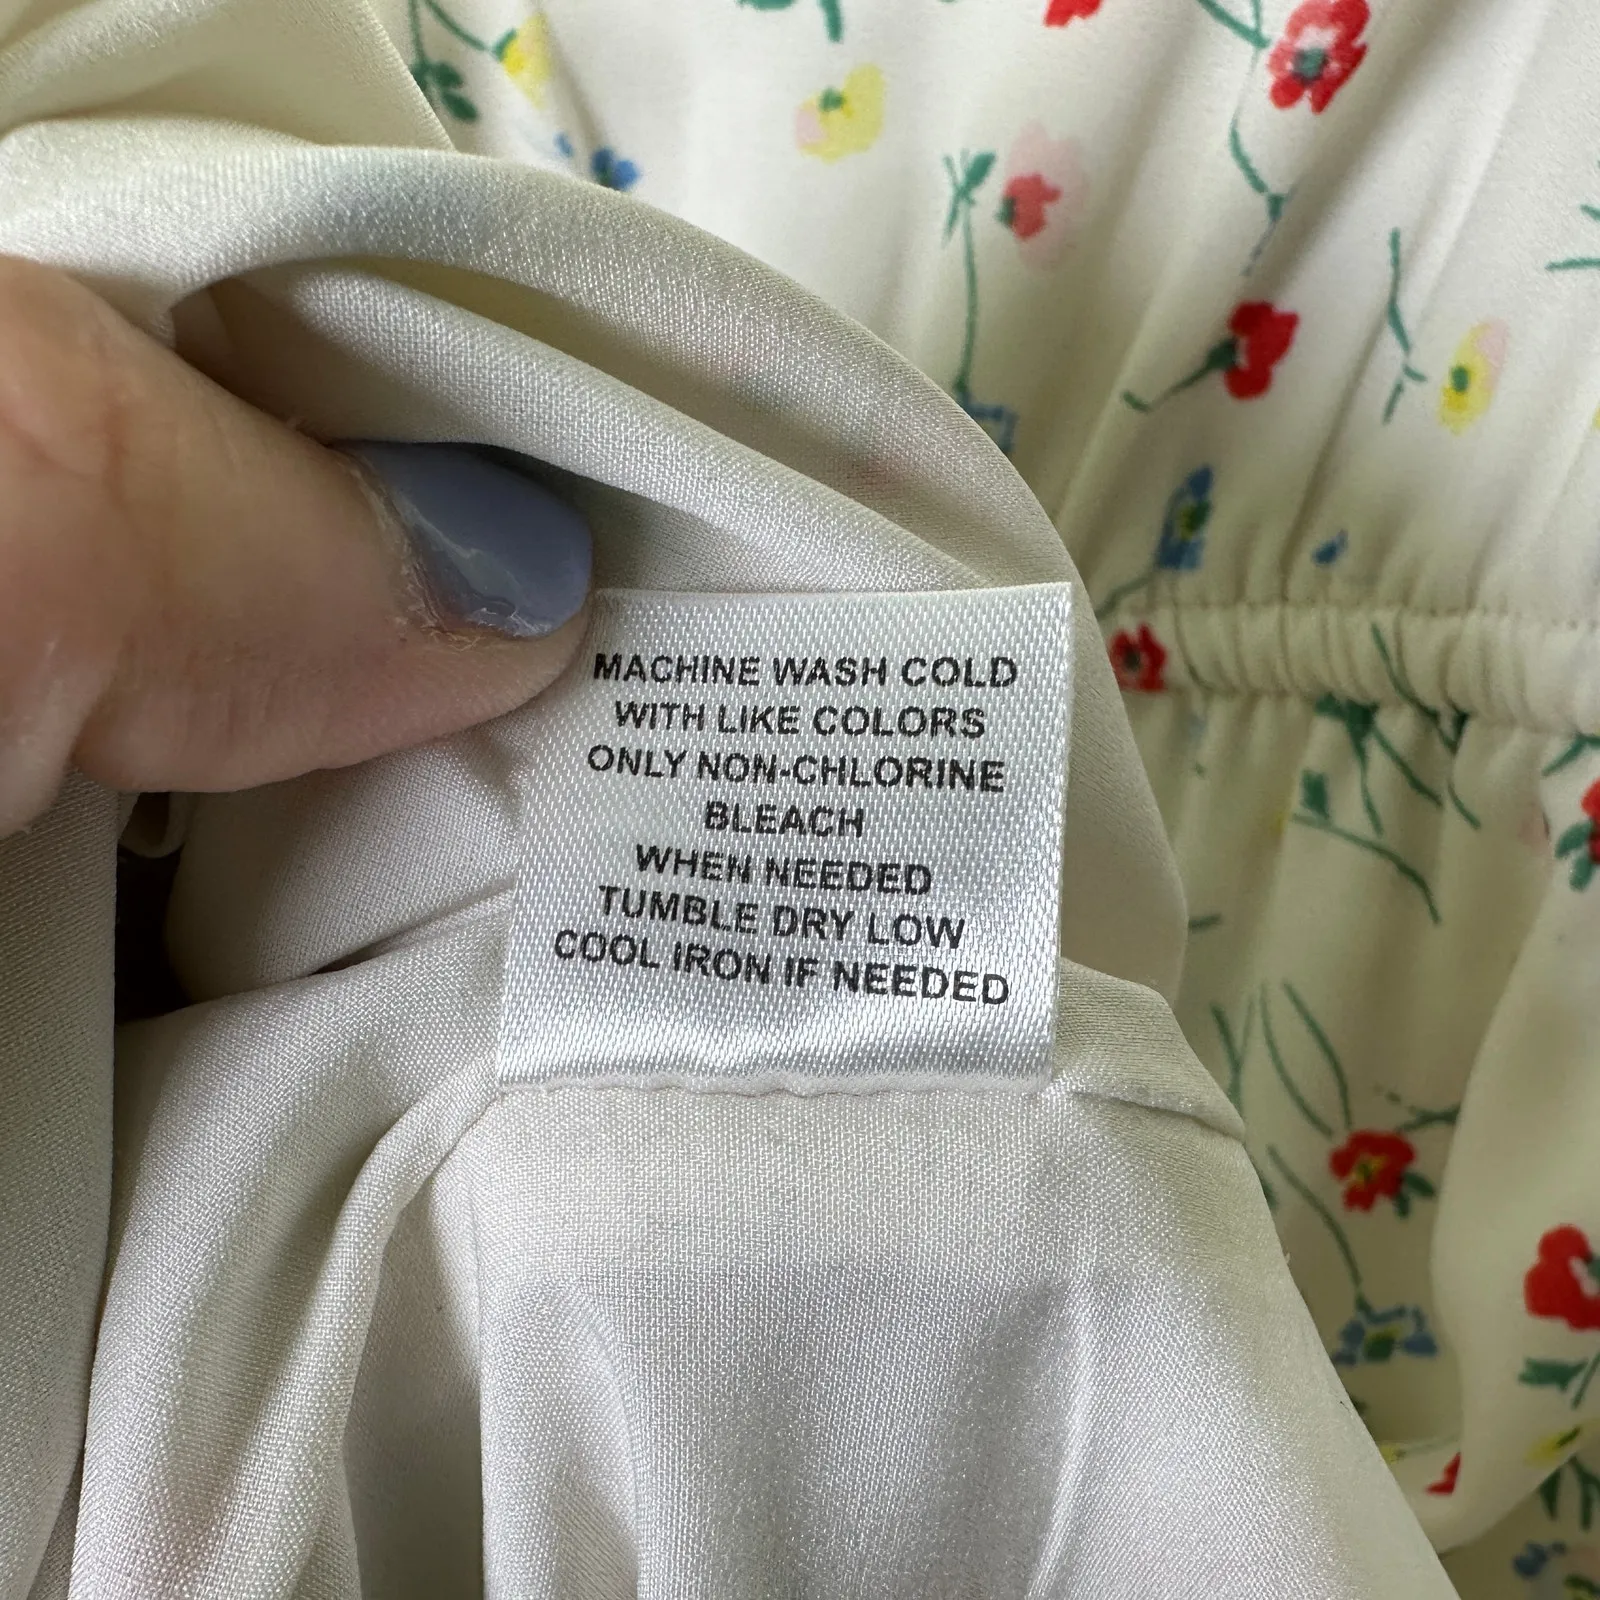 MACHINE WASH COLD
WITH LIKE COLORS
ONLY NON-CHLORINE
BLEACH
WHEN NEEDED
TUMBLE DRY LOW
COOL IRON IF NEEDED